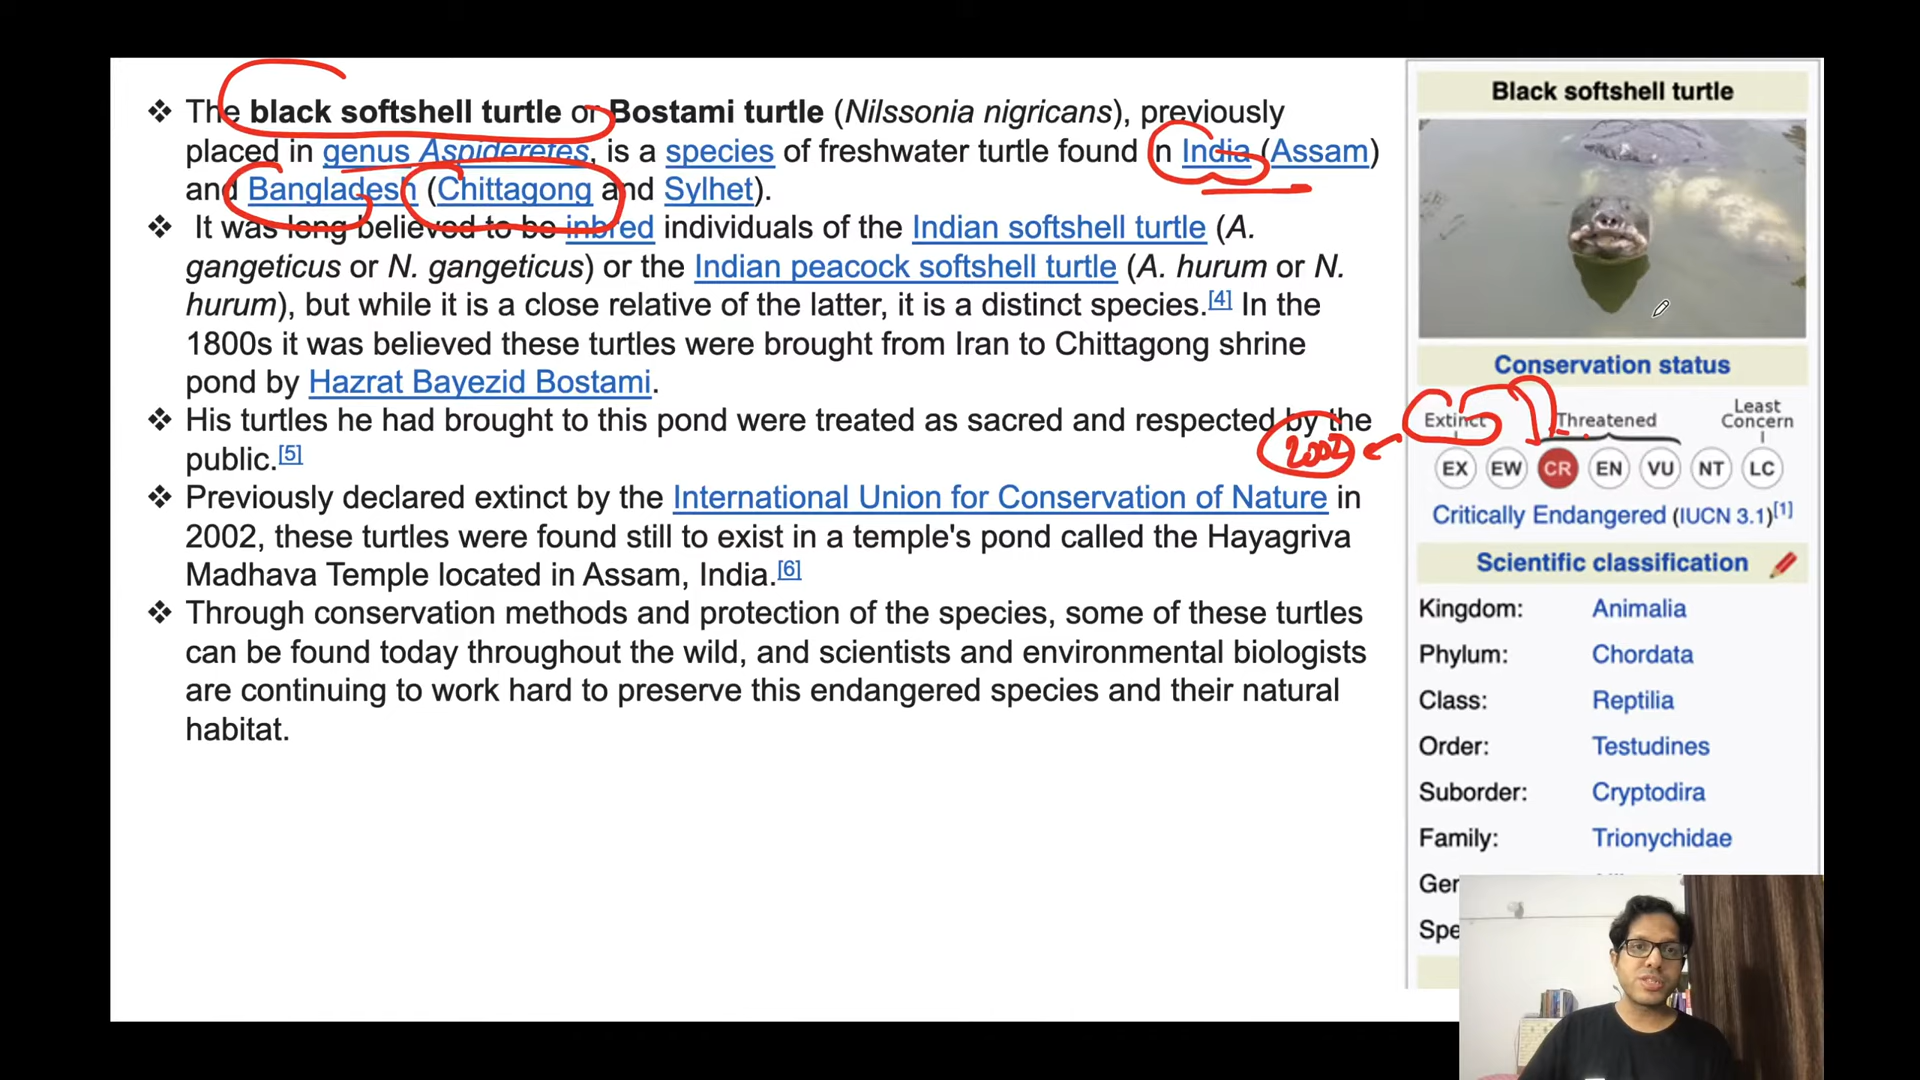 ❖ The black softshell turtle or Bostami turtle (Nilssonia nigricans), previously
placed in genus Aspideretes, is a species of freshwater turtle found in India (Assam)
and Bangladesh (Chittagong and Sylhet).
❖ It was long believed to be inbred individuals of the Indian softshell turtle (A.
gangeticus or N. gangeticus) or the Indian peacock softshell turtle (A. hurum or N.
hurum), but while it is a close relative of the latter, it is a distinct species.[4] In the
1800s it was believed these turtles were brought from Iran to Chittagong shrine
pond by Hazrat Bayezid Bostami.
❖ His turtles he had brought to this pond were treated as sacred and respected by the
public.[5]
2002
❖ Previously declared extinct by the International Union for Conservation of Nature in
2002, these turtles were found still to exist in a temple's pond called the Hayagriva
Madhava Temple located in Assam, India.[6]
❖ Through conservation methods and protection of the species, some of these turtles
can be found today throughout the wild, and scientists and environmental biologists
are continuing to work hard to preserve this endangered species and their natural
habitat.
Black softshell turtle
Conservation status
Extinct Threatened Least Concern
EX EW CR EN VU NT LC
Critically Endangered (IUCN 3.1)[1]
Scientific classification
Kingdom: Animalia
Phylum: Chordata
Class: Reptilia
Order: Testudines
Suborder: Cryptodira
Family: Trionychidae
Ger
Spe